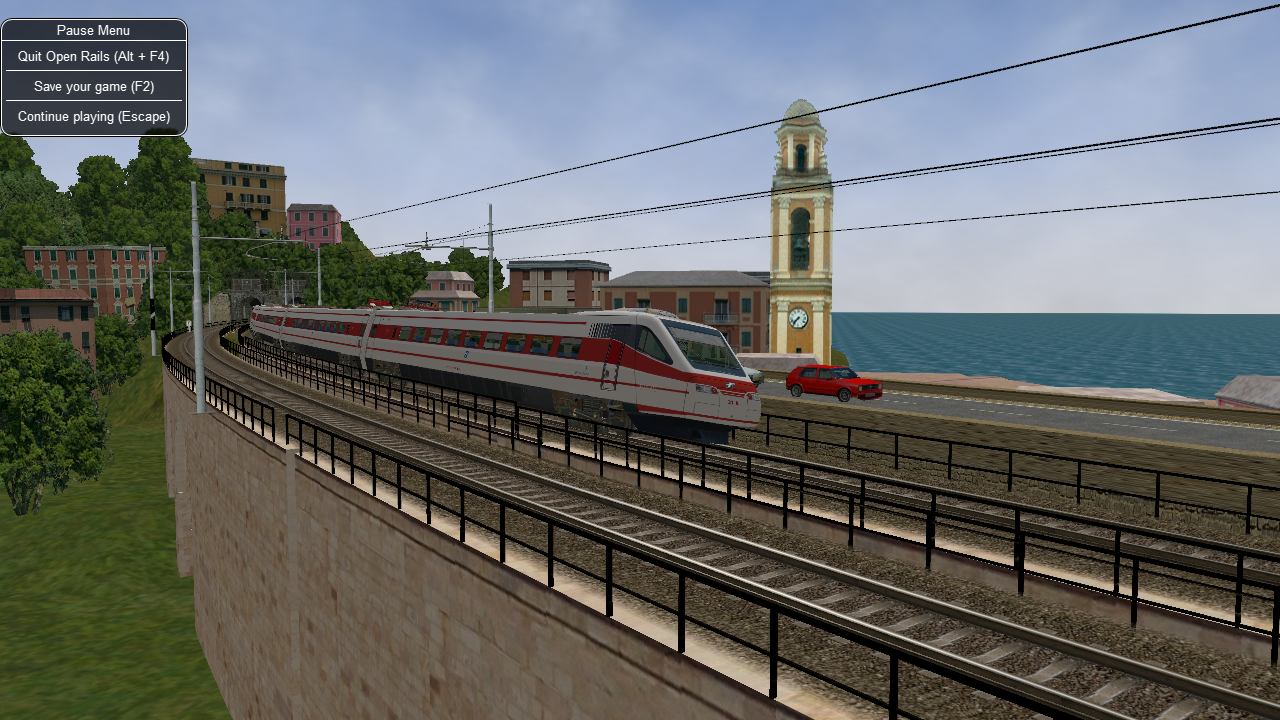 Pause Menu
Quit Open Rails (Alt + F4)
Save your game (F2)
Continue playing (Escape)